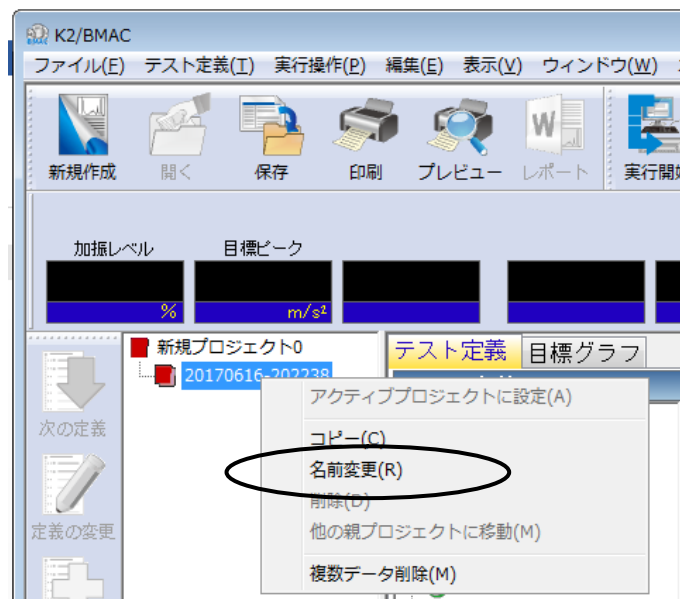 K2/BMAC
ファイル(F) テスト定義(T) 実行操作(P) 編集(E) 表示(V) ウィンドウ(W)
新規作成 開く 保存 印刷 プレビュー レポート 実行開始
加振レベル 目標ピーク
% m/s²
新規プロジェクト0
テスト定義 目標グラフ
20170616-202238
アクティブプロジェクトに設定(A)
次の定義
コピー(C)
名前変更(R)
削除(D)
定義の変更
他の親プロジェクトに移動(M)
複数データ削除(M)